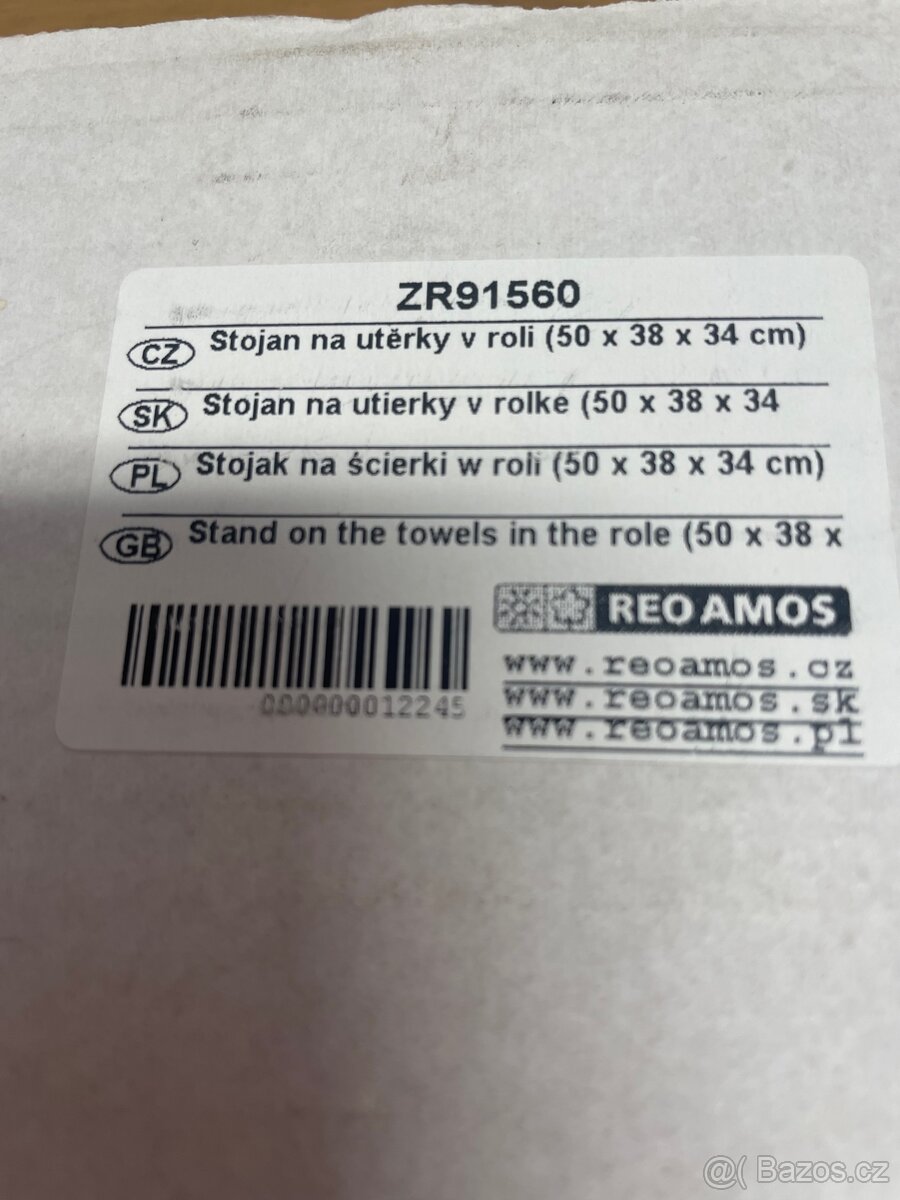 ZR91560
CZ Stojan na utěrky v roli (50 x 38 x 34 cm)
SK Stojan na utierky v rolke (50 x 38 x 34
PL Stojak na ścierki w roli (50 x 38 x 34 cm)
GB Stand on the towels in the role (50 x 38 x
REO AMOS
000000012245
www.reoamos.cz
www.reoamos.sk
www.reoamos.pl
@( Bazos.cz